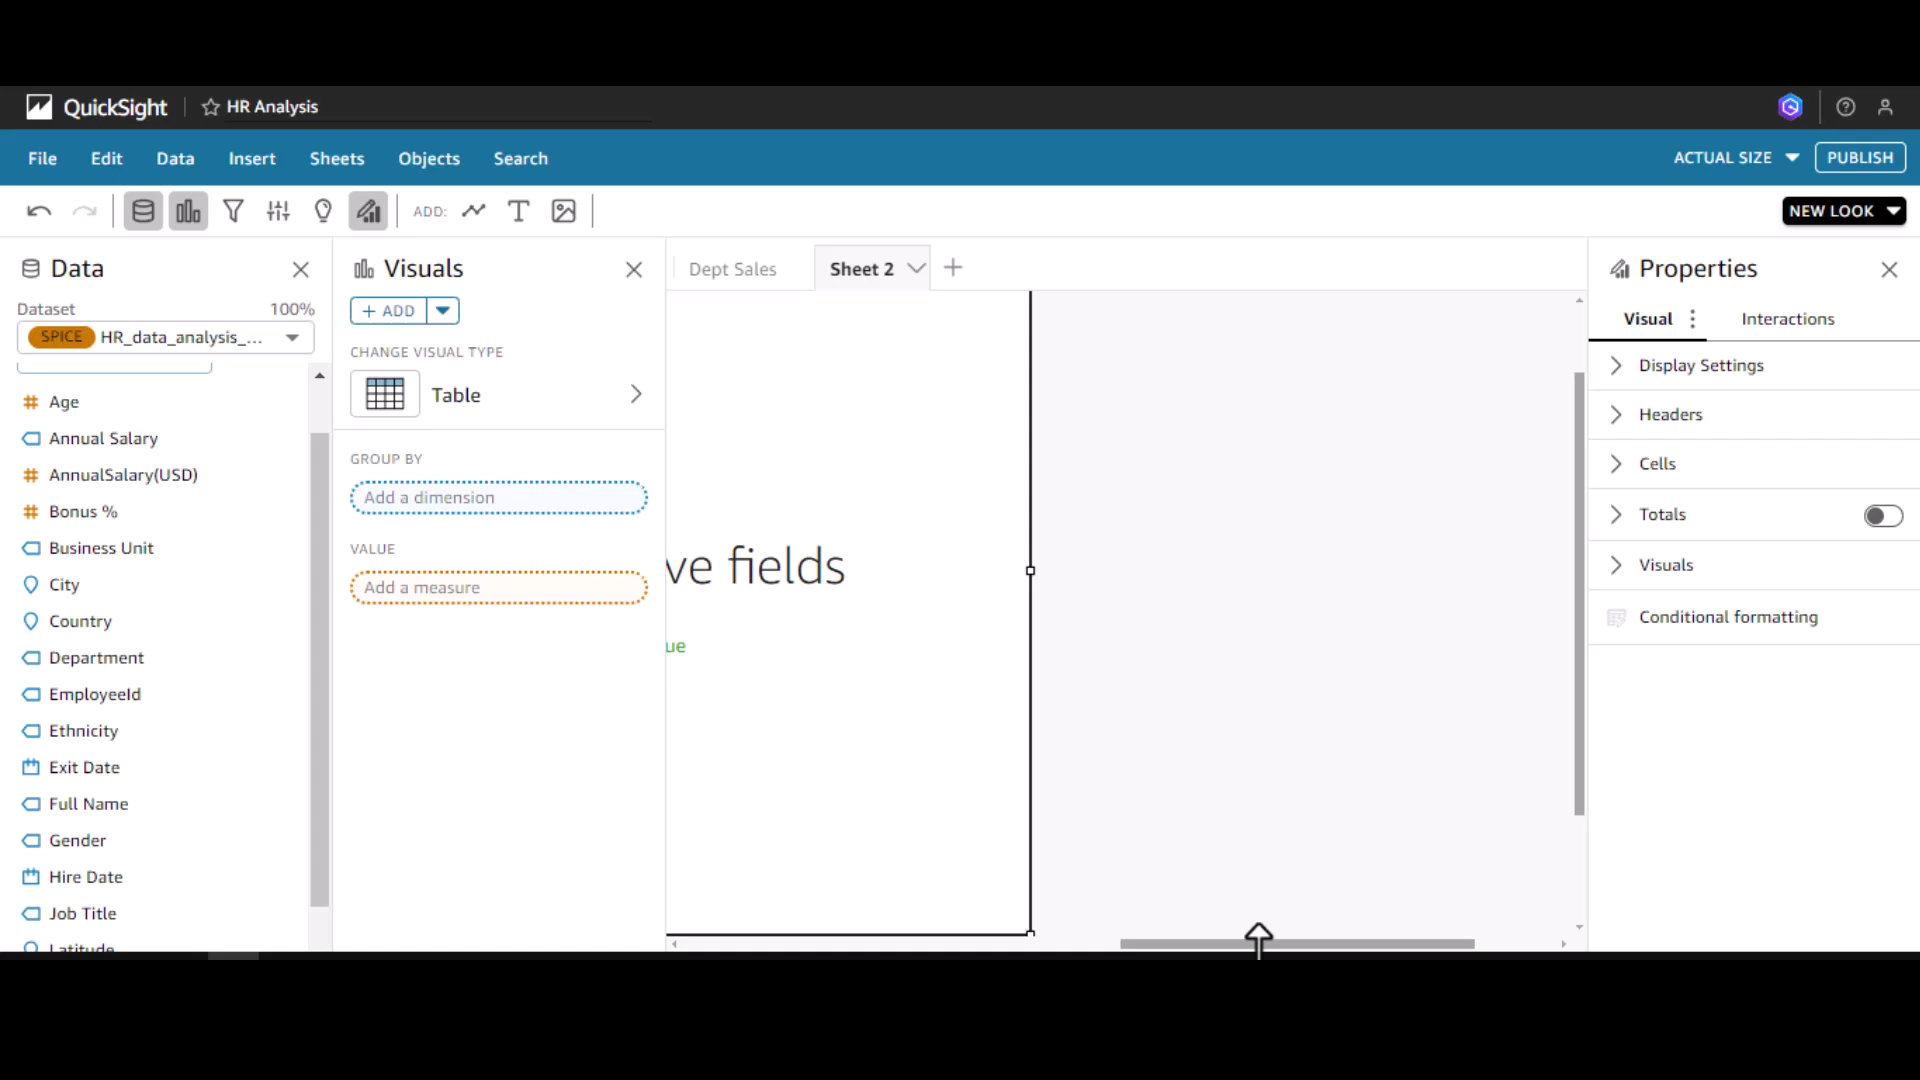 QuickSight
HR Analysis
File Edit Data Insert Sheets Objects Search
ACTUAL SIZE
PUBLISH
ADD:
NEW LOOK
Data
Dataset 100%
SPICE HR_data_analysis_...
Age
Annual Salary
AnnualSalary(USD)
Bonus %
Business Unit
City
Country
Department
EmployeeId
Ethnicity
Exit Date
Full Name
Gender
Hire Date
Job Title
Latitude
Visuals
+ ADD
CHANGE VISUAL TYPE
Table
GROUP BY
Add a dimension
VALUE
Add a measure
Dept Sales Sheet 2
ve fields
ue
Properties
Visual Interactions
Display Settings
Headers
Cells
Totals
Visuals
Conditional formatting